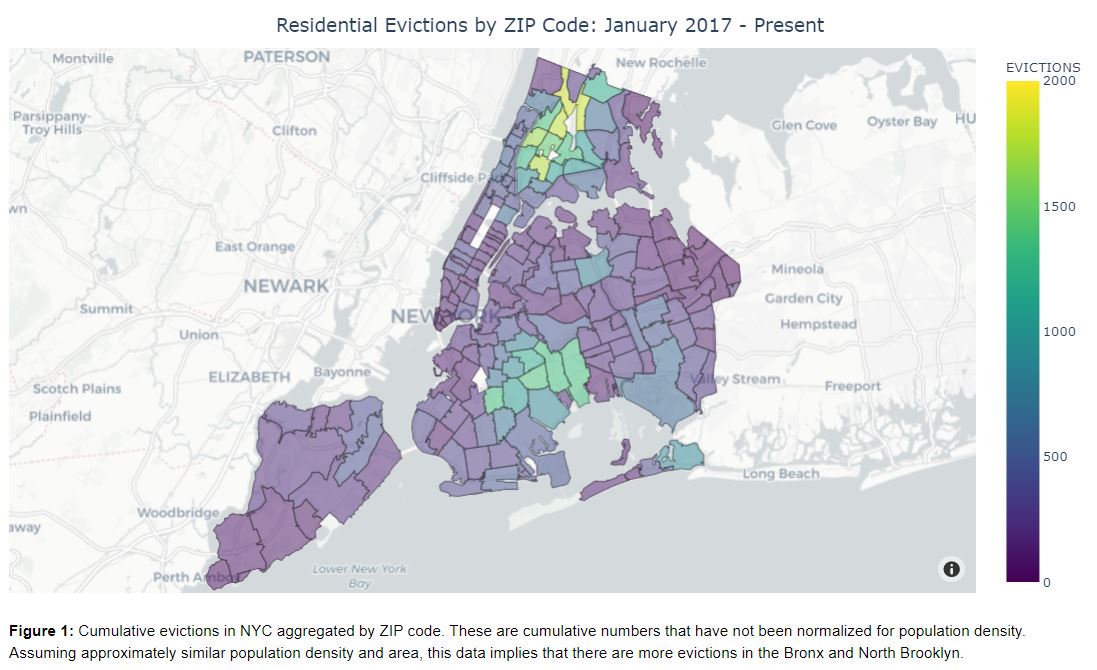 Residential Evictions by ZIP Code: January 2017 - Present
Montville
PATERSON
New Rochelle
EVICTIONS
2000
Parsippany-
Troy Hills
Clifton
Glen Cove
Oyster Bay
HU
Cliffside P
1500
wn
East Orange
NEWARK
Mineola
Garden City
Summit
NEW YORK
Hempstead
1000
Union
ELIZABETH
Bayonne
Valley Stream
Freeport
Scotch Plains
Plainfield
500
Long Beach
Woodbridge
away
Perth Amboy
Lower New York
Bay
0
Figure 1: Cumulative evictions in NYC aggregated by ZIP code. These are cumulative numbers that have not been normalized for population density.
Assuming approximately similar population density and area, this data implies that there are more evictions in the Bronx and North Brooklyn.